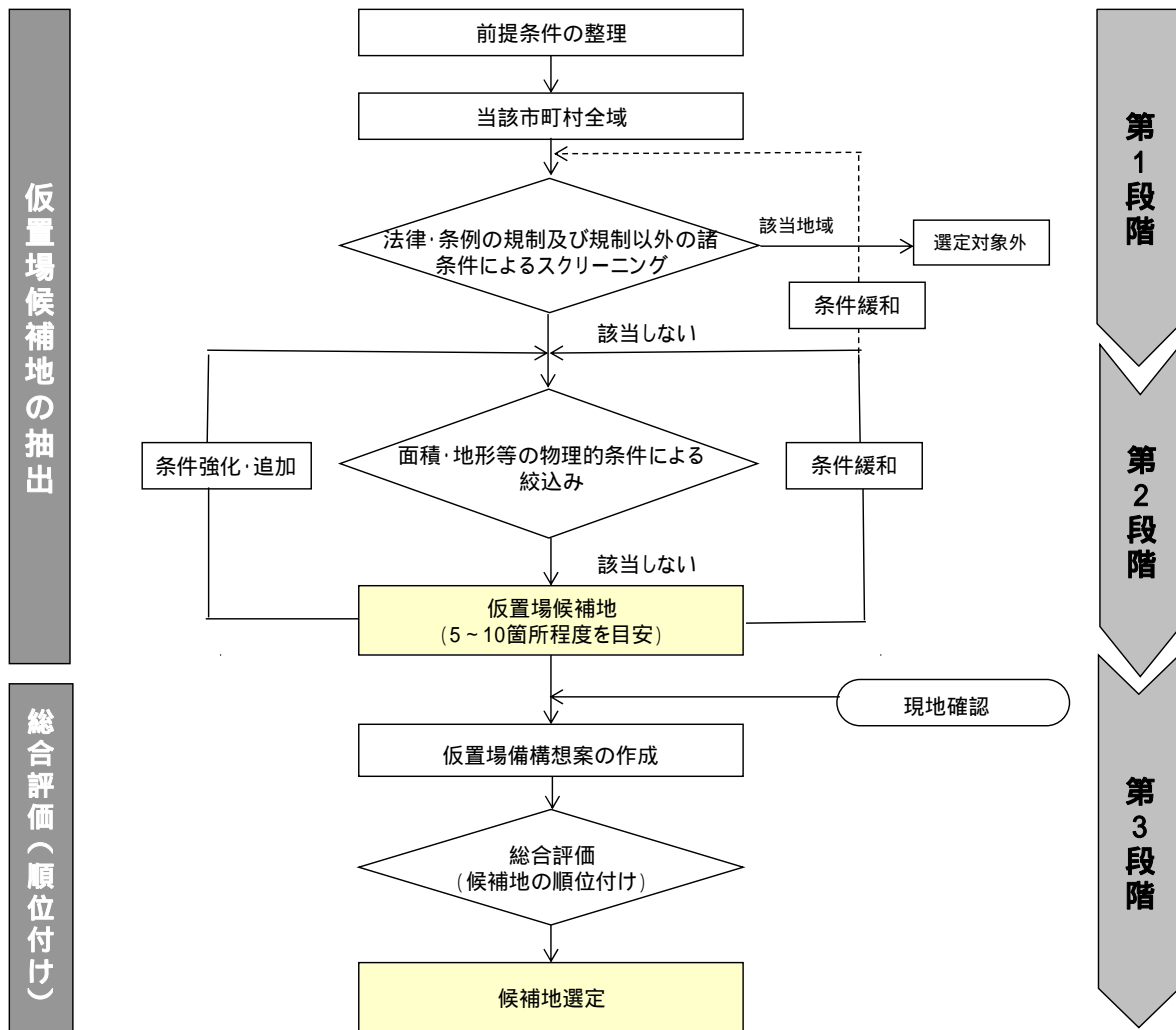 仮置場候補地の抽出
総合評価(順位付け)
前提条件の整理
当該市町村全域
法律・条例の規制及び規制以外の諸
条件によるスクリーニング
該当地域
選定対象外
条件緩和
該当しない
条件強化・追加
面積・地形等の物理的条件による
絞込み
条件緩和
該当しない
仮置場候補地
(5~10箇所程度を目安)
現地確認
仮置場備構想案の作成
総合評価
(候補地の順位付け)
候補地選定
第1段階
第2段階
第3段階